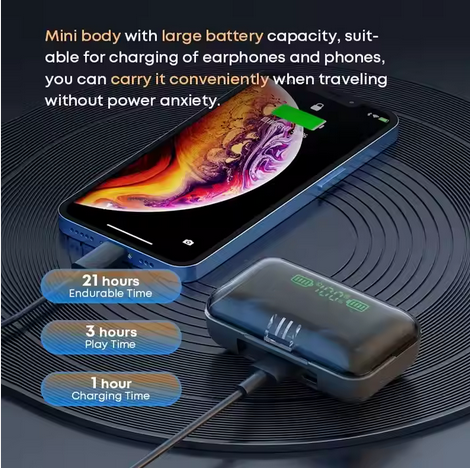 Mini body with large battery capacity, suit-
able for charging of earphones and phones,
you can carry it conveniently when traveling
without power anxiety.
21 hours
Endurable Time
3 hours
Play Time
1 hour
Charging Time